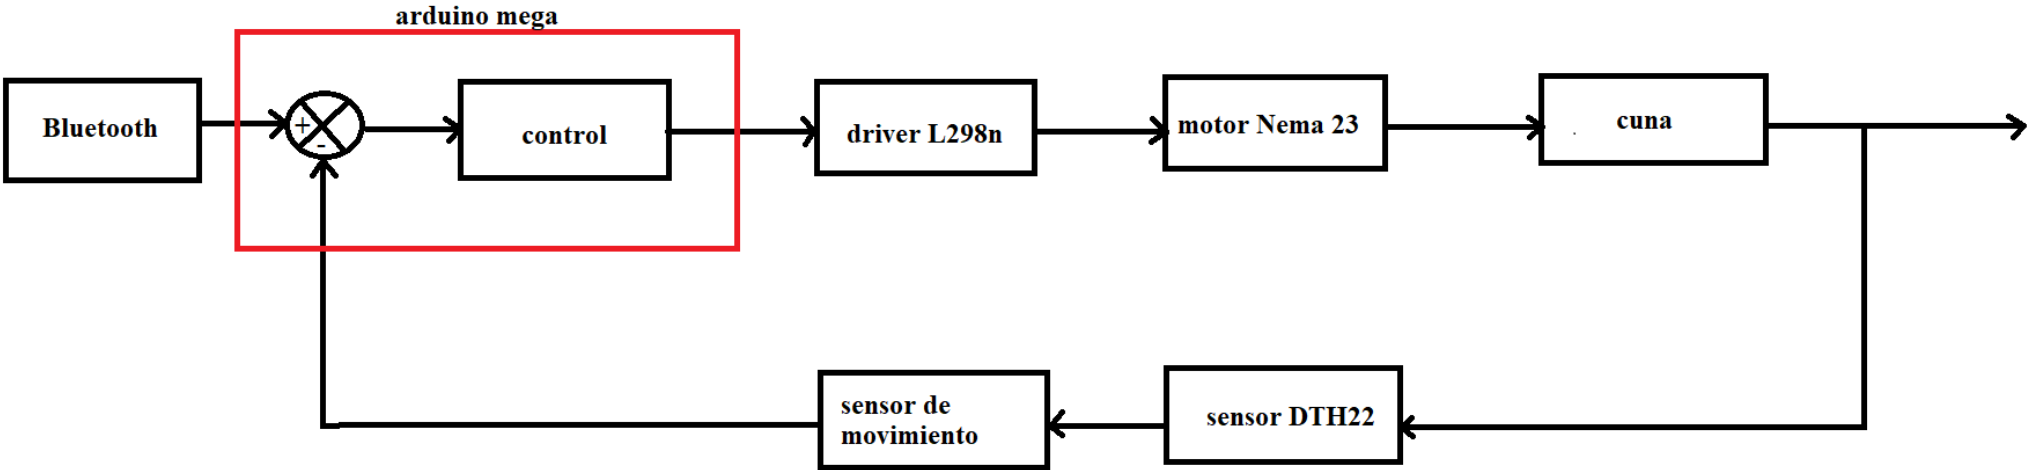 arduino mega
Bluetooth
+
-
control
driver L298n
motor Nema 23
cuna
sensor de
movimiento
sensor DTH22